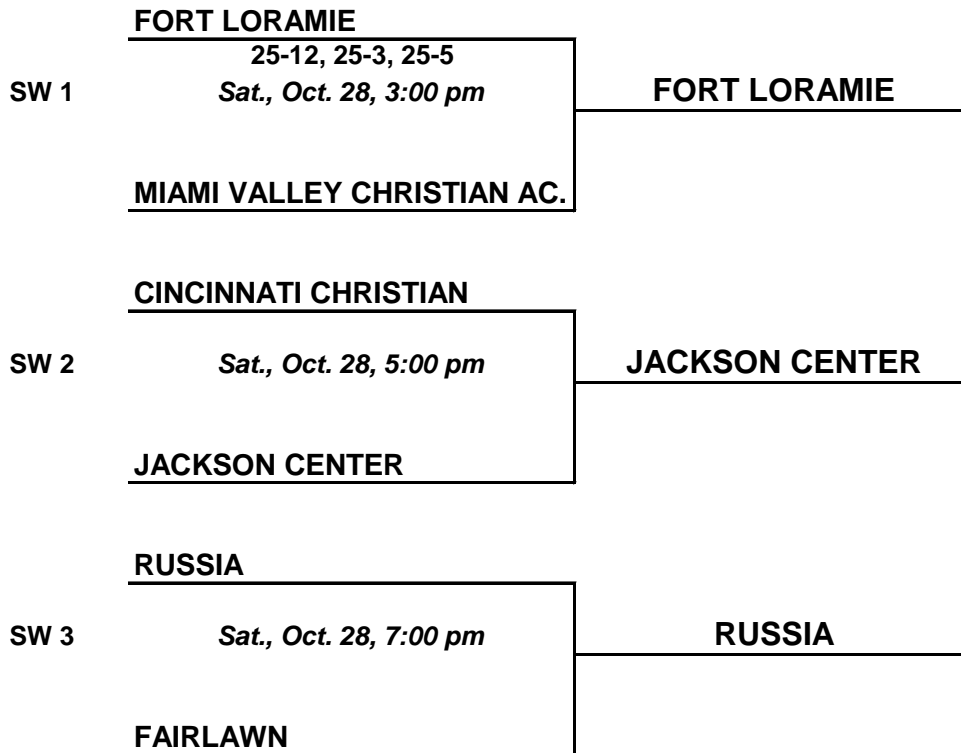 FORT LORAMIE
25-12, 25-3, 25-5
SW 1 Sat., Oct. 28, 3:00 pm FORT LORAMIE
MIAMI VALLEY CHRISTIAN AC.
CINCINNATI CHRISTIAN
SW 2 Sat., Oct. 28, 5:00 pm JACKSON CENTER
JACKSON CENTER
RUSSIA
SW 3 Sat., Oct. 28, 7:00 pm RUSSIA
FAIRLAWN